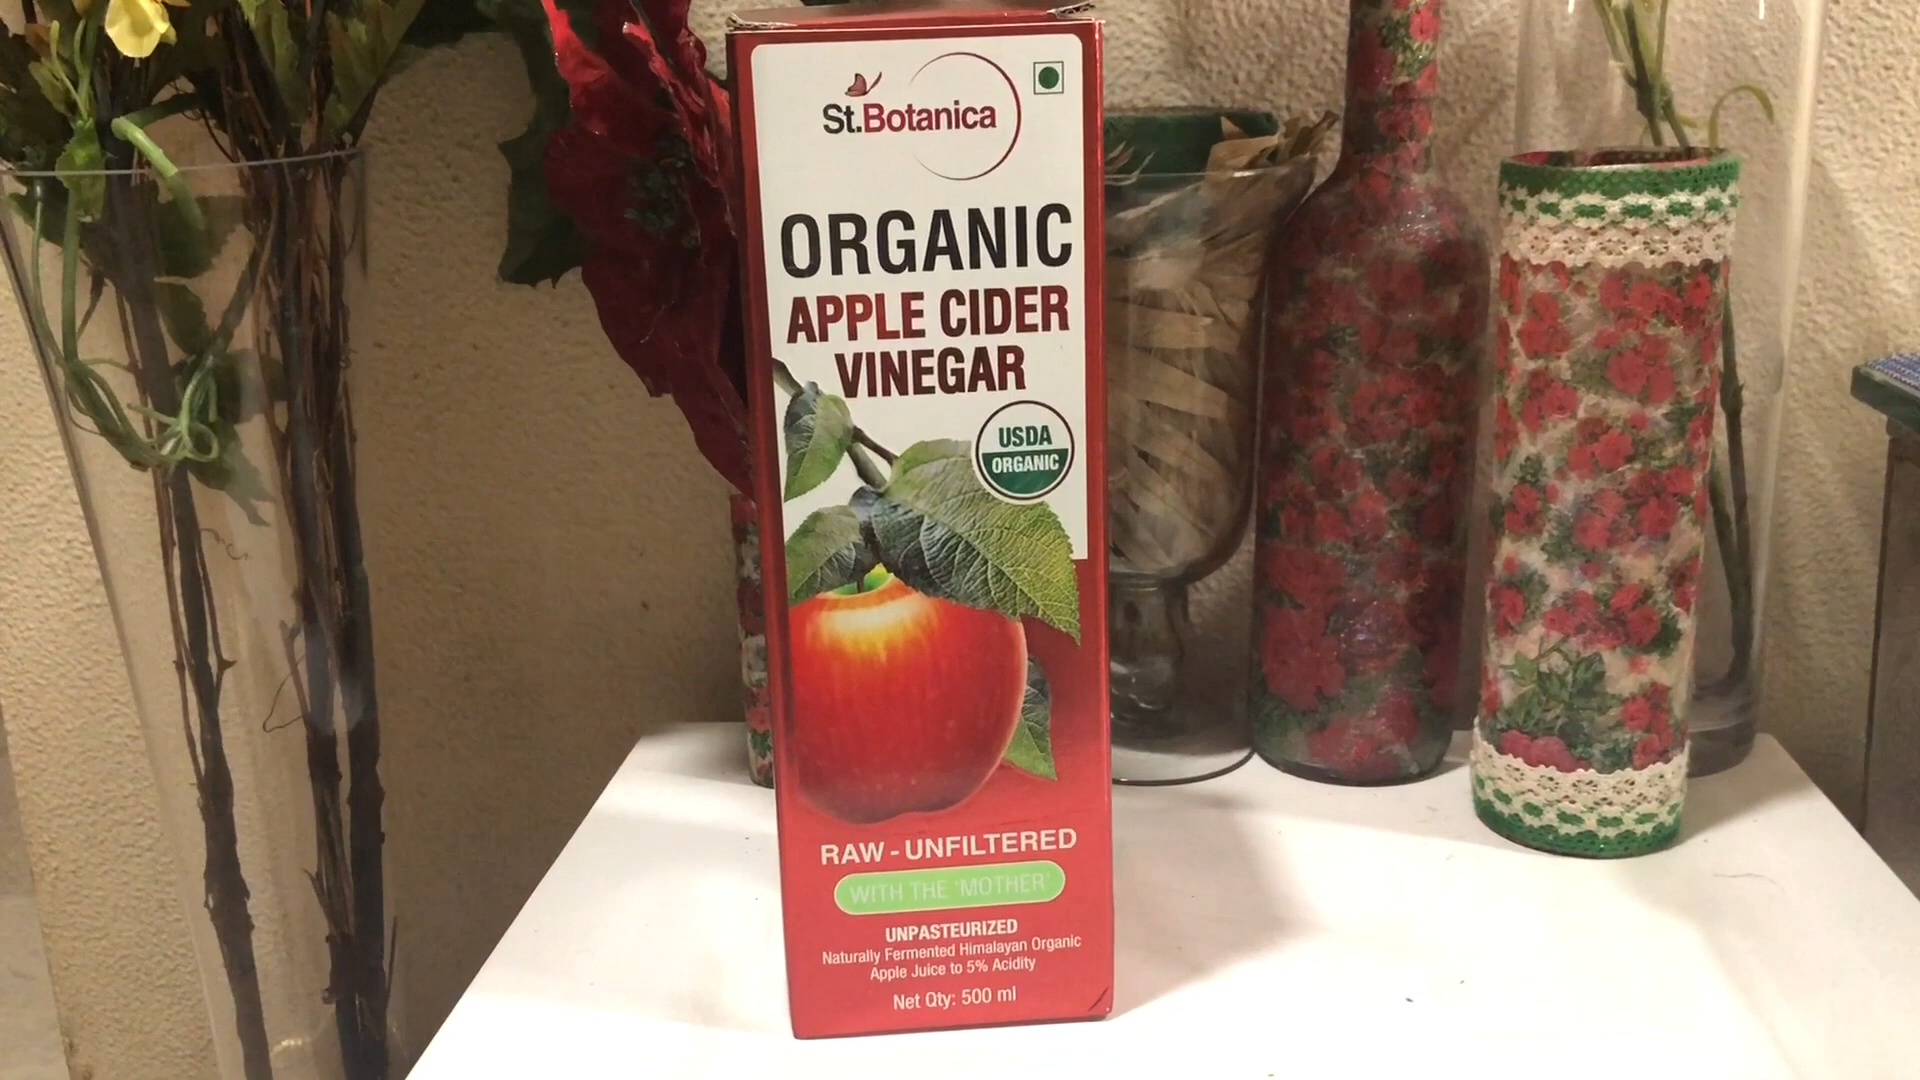 St.Botanica
ORGANIC
APPLE CIDER
VINEGAR
USDA
ORGANIC
RAW - UNFILTERED
WITH THE 'MOTHER'
UNPASTEURIZED
Naturally Fermented Himalayan Organic
Apple Juice to 5% Acidity
Net Qty: 500 ml